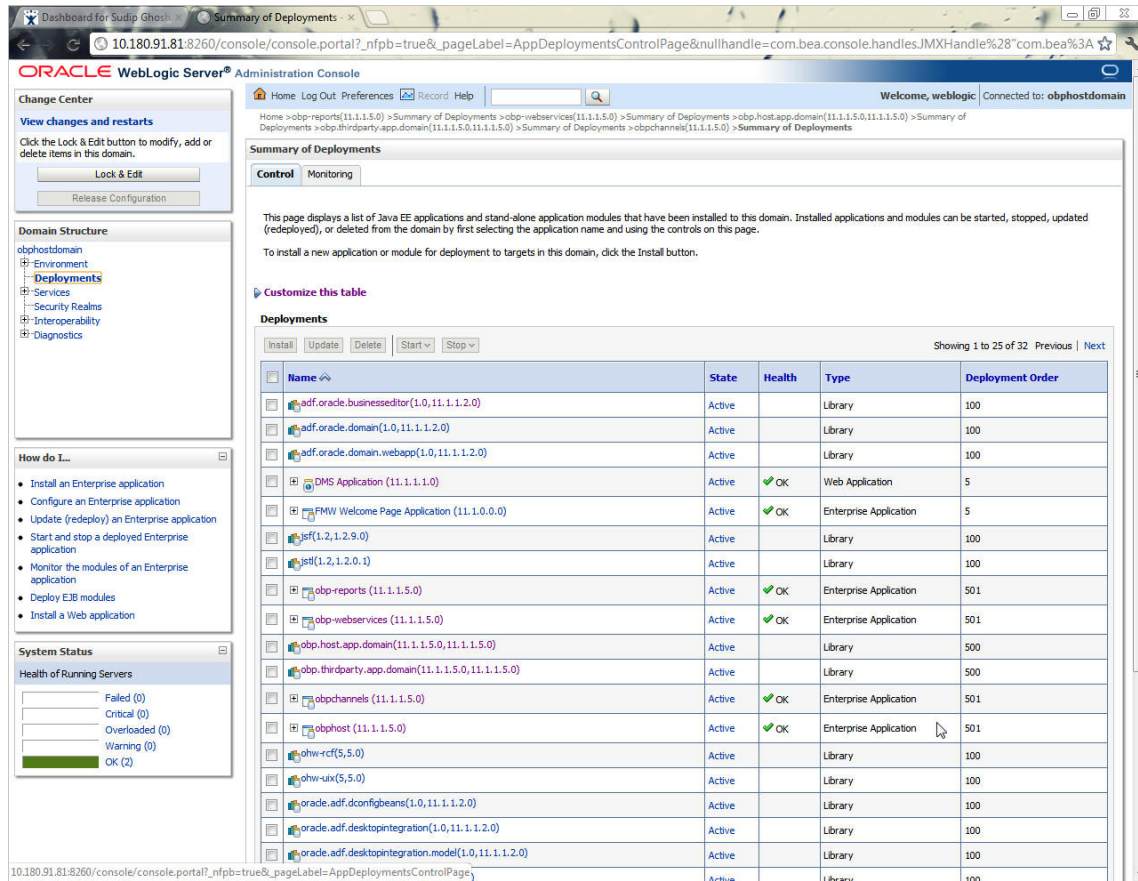 Dashboard for Sudip Ghosh
Summary of Deployments -
10.180.91.81:8260/console/console.portal?_nfpb=true&_pageLabel=AppDeploymentsControlPage&nullhandle=com.bea.console.handles.JMXHandle%28"com.bea%3A
ORACLE WebLogic Server® Administration Console
Change Center
View changes and restarts
Click the Lock & Edit button to modify, add or
delete items in this domain.
Lock & Edit
Release Configuration
Domain Structure
obphostdomain
Environment
Deployments
Services
Security Realms
Interoperability
Diagnostics
How do I...
Install an Enterprise application
Configure an Enterprise application
Update (redeploy) an Enterprise application
Start and stop a deployed Enterprise
application
Monitor the modules of an Enterprise
application
Deploy EJB modules
Install a Web application
System Status
Health of Running Servers
Failed (0)
Critical (0)
Overloaded (0)
Warning (0)
OK (2)
Home Log Out Preferences Record Help
Welcome, weblogic Connected to: obphostdomain
Home >obp-reports(11.1.1.5.0) >Summary of Deployments >obp-webservices(11.1.1.5.0) >Summary of Deployments >obp.host.app.domain(11.1.1.5.0,11.1.1.5.0) >Summary of
Deployments >obp.thirdparty.app.domain(11.1.1.5.0,11.1.1.5.0) >Summary of Deployments >obpchannels(11.1.1.5.0) >Summary of Deployments
Summary of Deployments
Control Monitoring
This page displays a list of Java EE applications and stand-alone application modules that have been installed to this domain. Installed applications and modules can be started, stopped, updated
(redeployed), or deleted from the domain by first selecting the application name and using the controls on this page.
To install a new application or module for deployment to targets in this domain, click the Install button.
Customize this table
Deployments
Install Update Delete Start Stop
Showing 1 to 25 of 32 Previous | Next
Name State Health Type Deployment Order
adf.oracle.businesseditor(1.0,11.1.1.2.0) Active Library 100
adf.oracle.domain(1.0,11.1.1.2.0) Active Library 100
adf.oracle.domain.webapp(1.0,11.1.1.2.0) Active Library 100
DMS Application (11.1.1.1.0) Active OK Web Application 5
FMW Welcome Page Application (11.1.0.0.0) Active OK Enterprise Application 5
jsf(1.2,1.2.9.0) Active Library 100
jstl(1.2,1.2.0.1) Active Library 100
obp-reports (11.1.1.5.0) Active OK Enterprise Application 501
obp-webservices (11.1.1.5.0) Active OK Enterprise Application 501
obp.host.app.domain(11.1.1.5.0,11.1.1.5.0) Active Library 500
obp.thirdparty.app.domain(11.1.1.5.0,11.1.1.5.0) Active Library 500
obpchannels (11.1.1.5.0) Active OK Enterprise Application 501
obphost (11.1.1.5.0) Active OK Enterprise Application 501
ohw-rcf(5,5.0) Active Library 100
ohw-uix(5,5.0) Active Library 100
oracle.adf.dconfigbeans(1.0,11.1.1.2.0) Active Library 100
oracle.adf.desktopintegration(1.0,11.1.1.2.0) Active Library 100
oracle.adf.desktopintegration.model(1.0,11.1.1.2.0) Active Library 100
Active Library 100
10.180.91.81:8260/console/console.portal?_nfpb=true&_pageLabel=AppDeploymentsControlPage